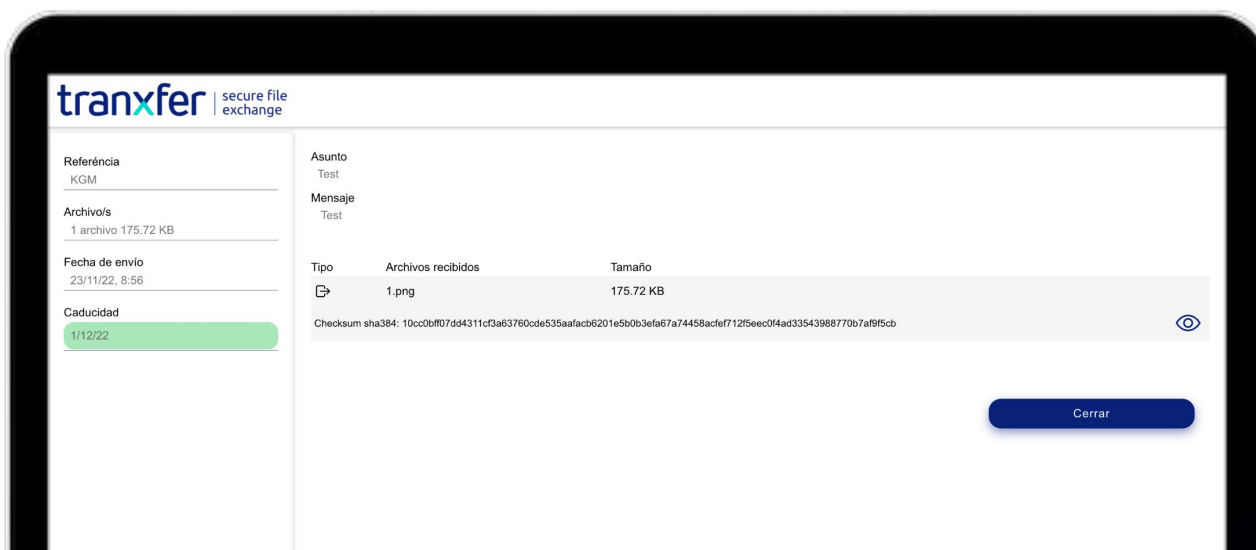 tranxfer
secure file
exchange
Referéncia
KGM
Archivo/s
1 archivo 175.72 KB
Fecha de envío
23/11/22, 8:56
Caducidad
1/12/22
Asunto
Test
Mensaje
Test
Tipo Archivos recibidos Tamaño
1.png 175.72 KB
Checksum sha384: 10cc0bff07dd4311cf3a63760cde535aafacb6201e5b0b3efa67a74458acfef712f5eec0f4ad33543988770b7af9f5cb
Cerrar